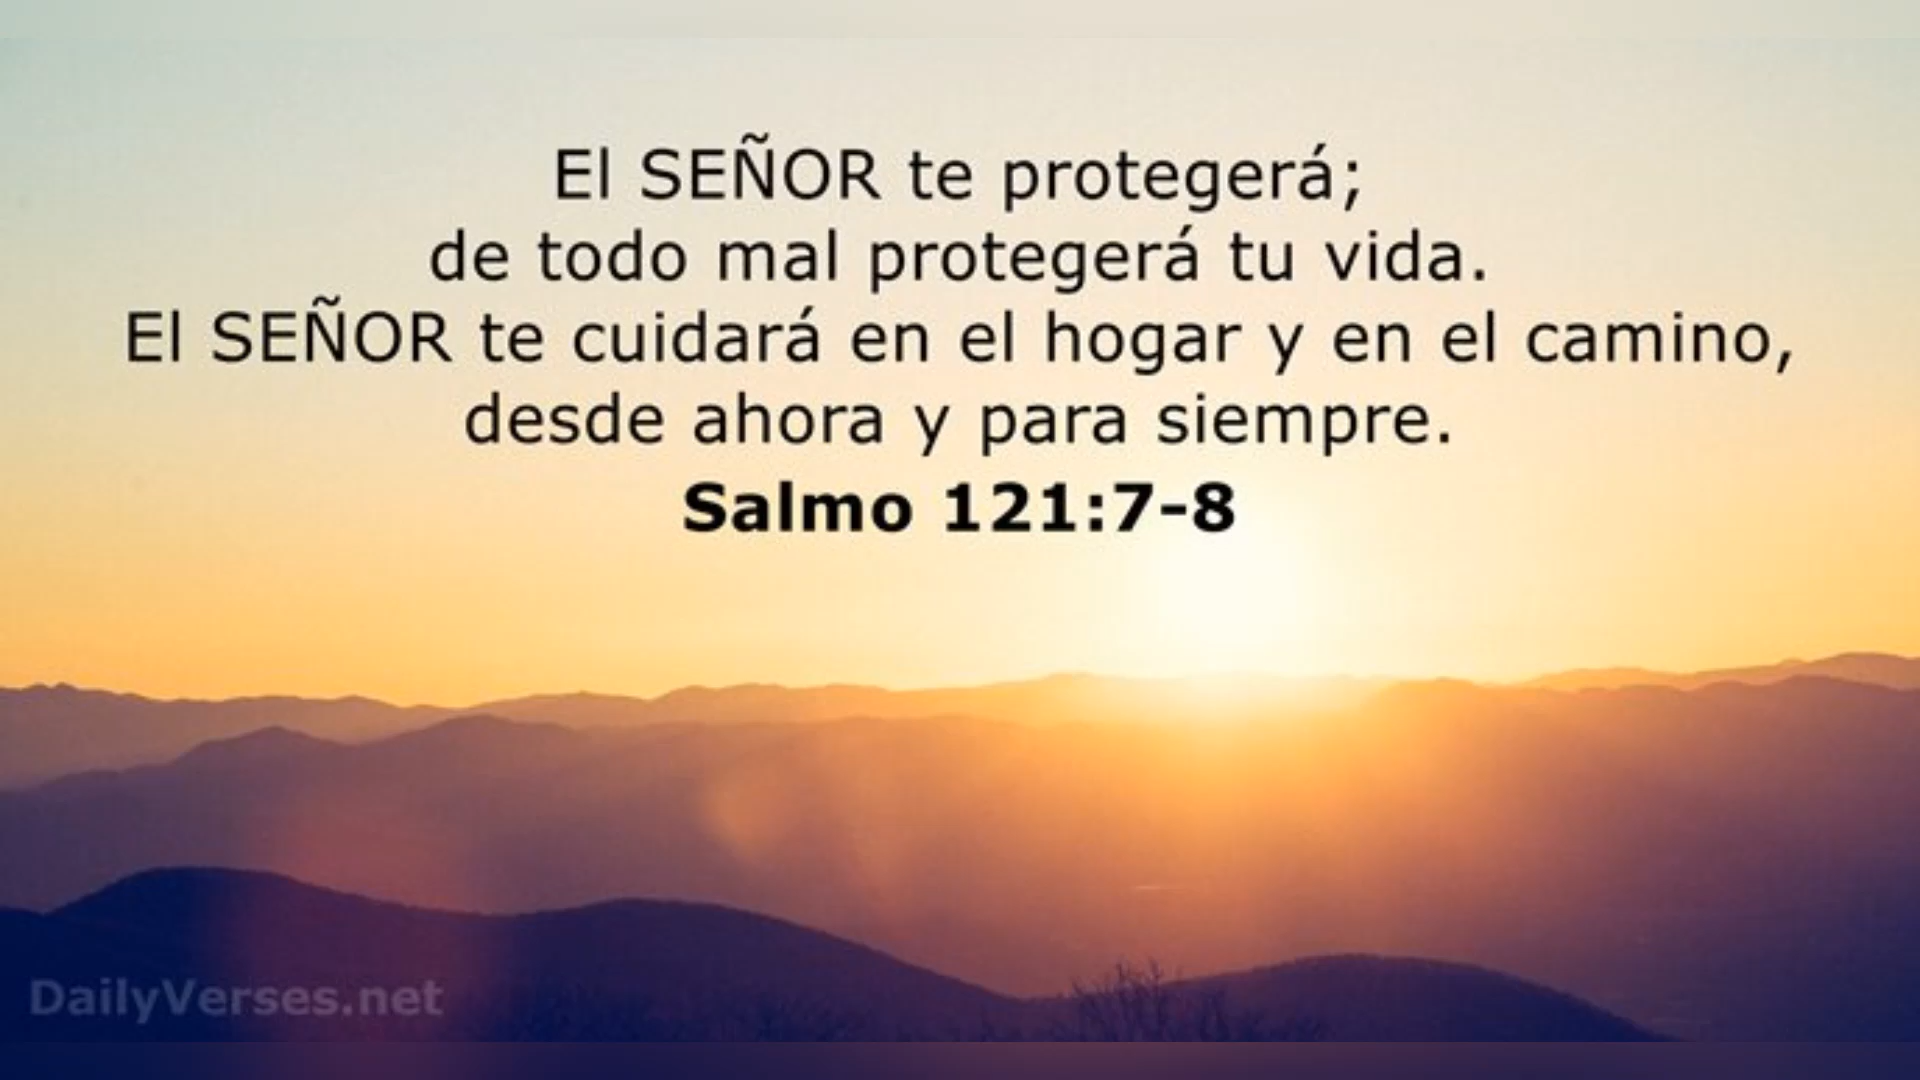 El SEÑOR te protegerá;
de todo mal protegerá tu vida.
El SEÑOR te cuidará en el hogar y en el camino,
desde ahora y para siempre.
Salmo 121:7-8
DailyVerses.net